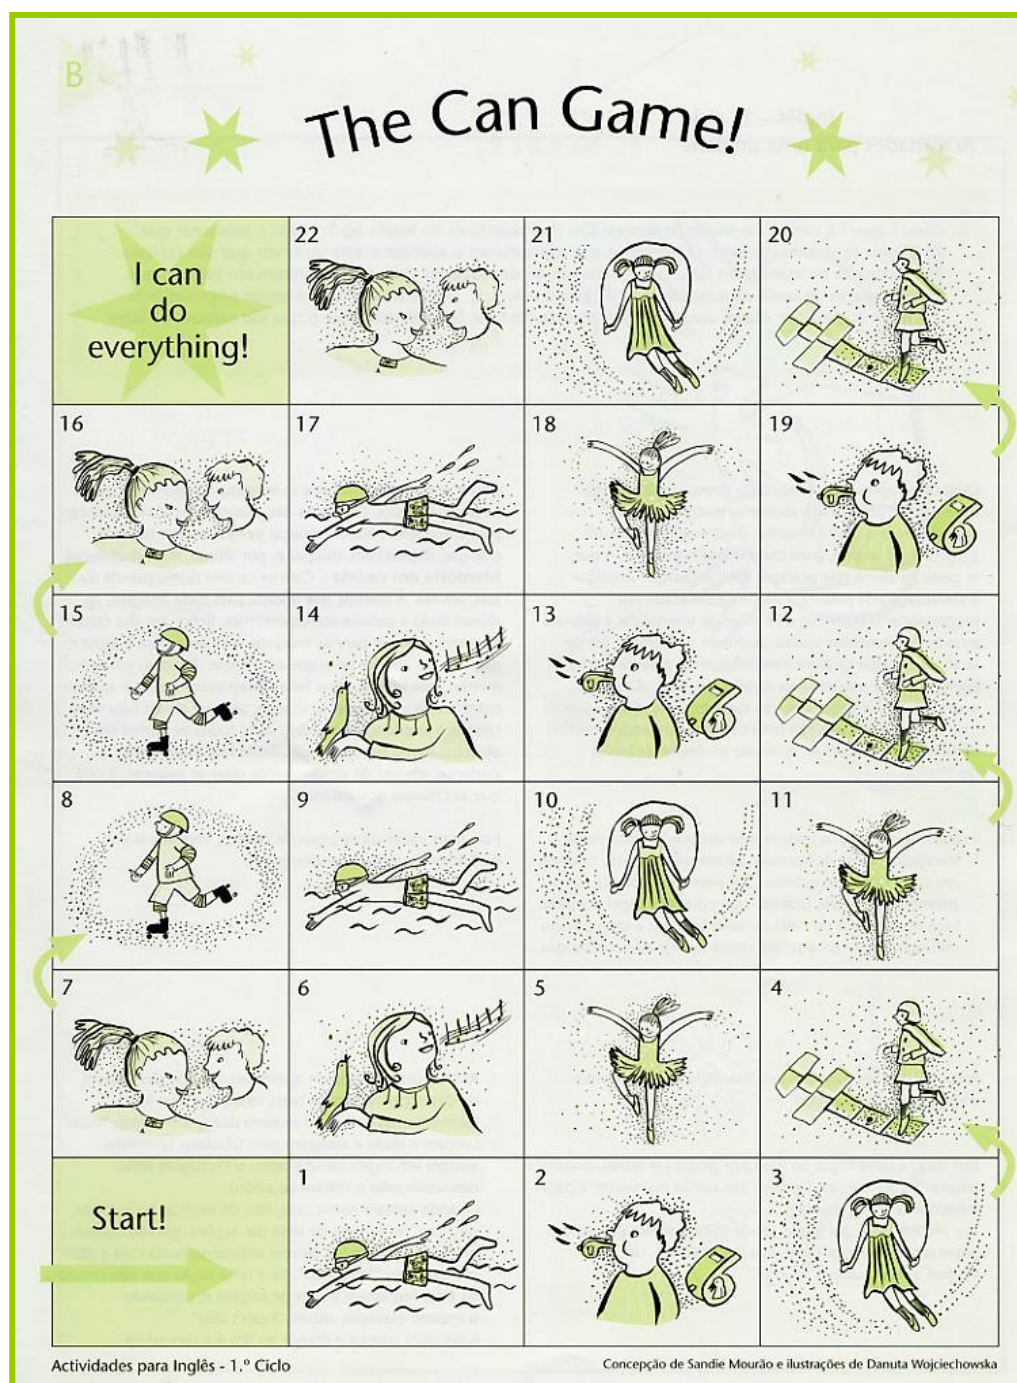 B
The Can Game!
I can
do
everything!
22
21
20
16
17
18
19
15
14
13
12
8
9
10
11
7
6
5
4
Start!
1
2
3
Actividades para Inglês - 1.º Ciclo
Concepção de Sandie Mourão e ilustrações de Danuta Wojciechowska